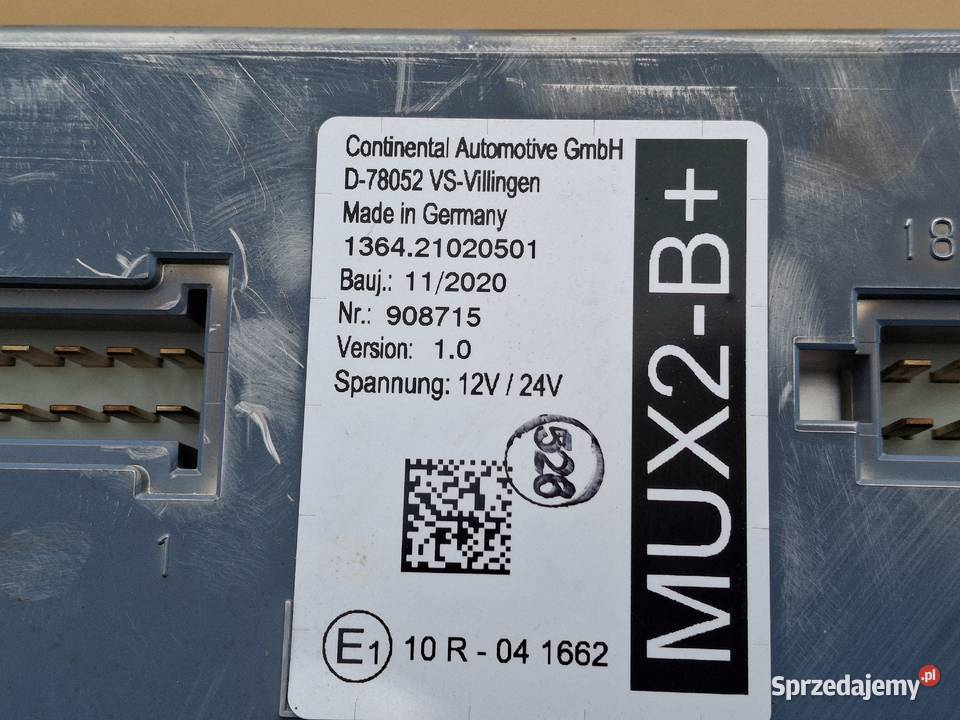 Continental Automotive GmbH
D-78052 VS-Villingen
Made in Germany
1364.21020501
Bauj.: 11/2020
Nr.: 908715
Version: 1.0
Spannung: 12V / 24V
526
E1 10 R - 04 1662
MUX2-B+
1
18
Sprzedajemy.pl